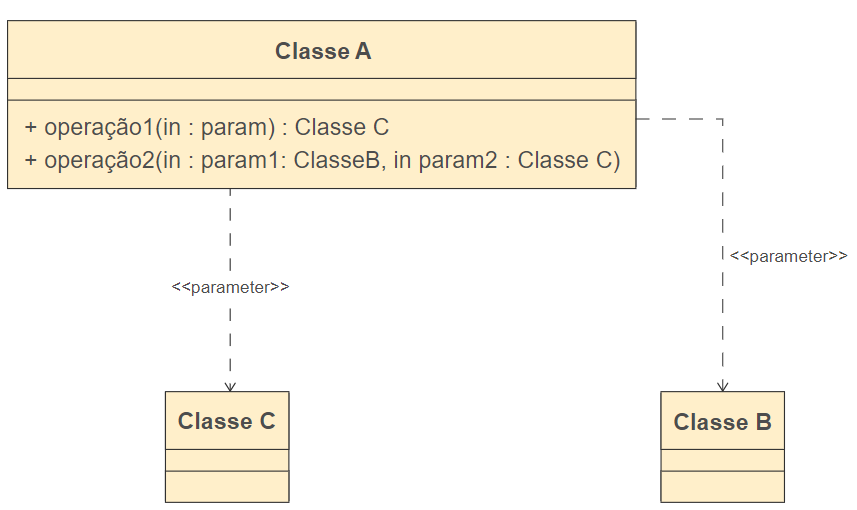 Classe A
+ operação1(in : param) : Classe C
+ operação2(in : param1: ClasseB, in param2 : Classe C)
<<parameter>>
<<parameter>>
Classe C
Classe B